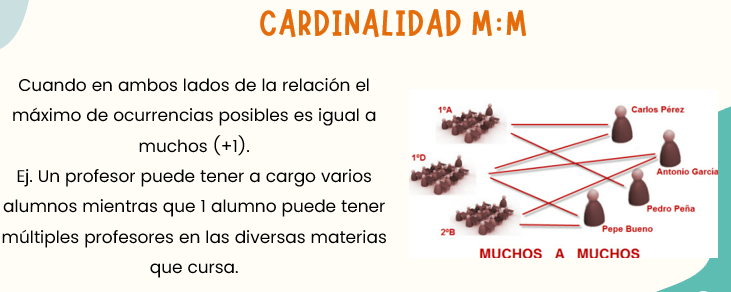 CARDINALIDAD M:M
Cuando en ambos lados de la relación el
máximo de ocurrencias posibles es igual a
muchos (+1).
Ej. Un profesor puede tener a cargo varios
alumnos mientras que 1 alumno puede tener
múltiples profesores en las diversas materias
que cursa.
1ºA
Carlos Pérez
1ºD
Antonio García
Pedro Peña
2ºB
Pepe Bueno
MUCHOS A MUCHOS